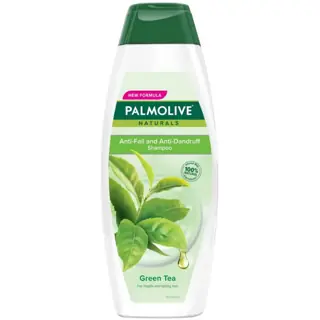 NEW FORMULA
PALMOLIVE
NATURALS
Anti-Fall and Anti-Dandruff
Shampoo
100%
Green Tea